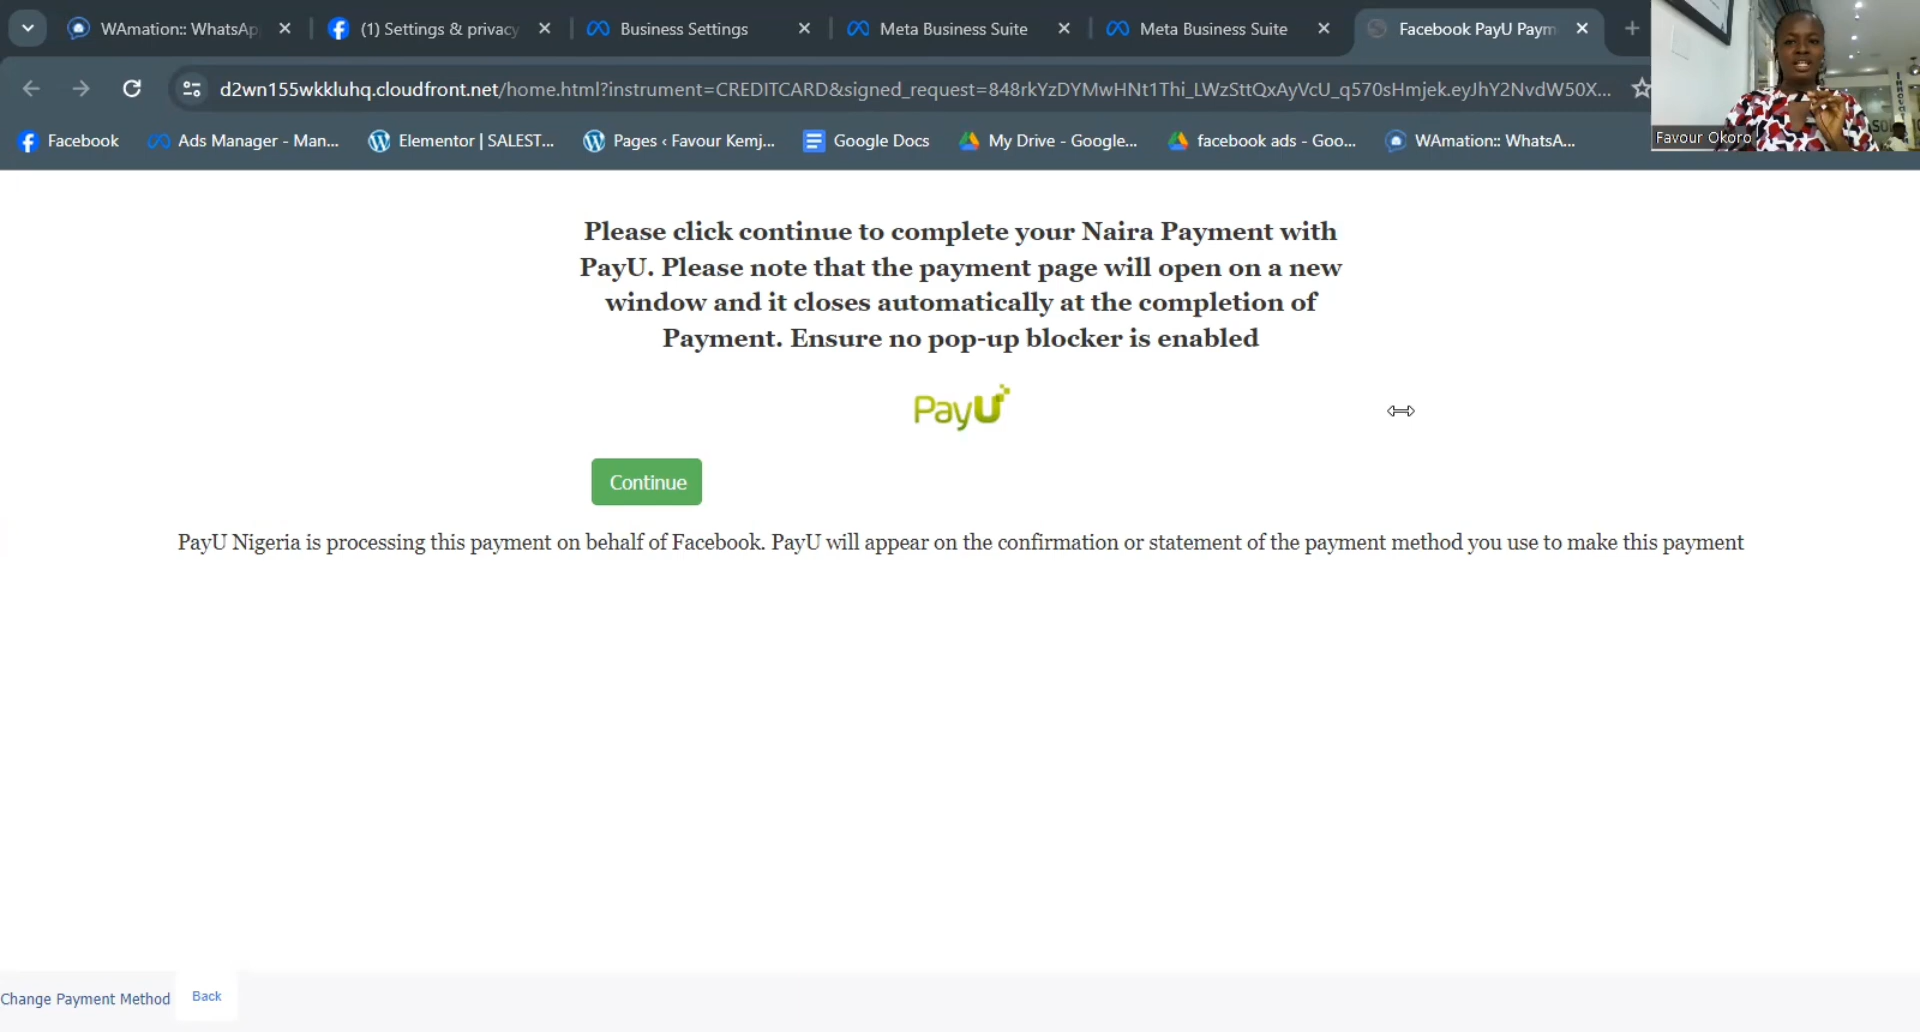 WAmation:: WhatsAp
(1) Settings & privacy
Business Settings
Meta Business Suite
Meta Business Suite
Facebook PayU Paym
d2wn155wkkluhq.cloudfront.net/home.html?instrument=CREDITCARD&signed_request=848rkYzDYMwHNt1Thi_LWzSttQxAyVcU_q570sHmjek.eyJhY2NvdW50X...
Facebook
Ads Manager - Man...
Elementor | SALEST...
Pages ‹ Favour Kemj...
Google Docs
My Drive - Google...
facebook ads - Goo...
WAmation:: WhatsA...
Favour Okoro
Please click continue to complete your Naira Payment with
PayU. Please note that the payment page will open on a new
window and it closes automatically at the completion of
Payment. Ensure no pop-up blocker is enabled
PayU
Continue
PayU Nigeria is processing this payment on behalf of Facebook. PayU will appear on the confirmation or statement of the payment method you use to make this payment
Change Payment Method
Back